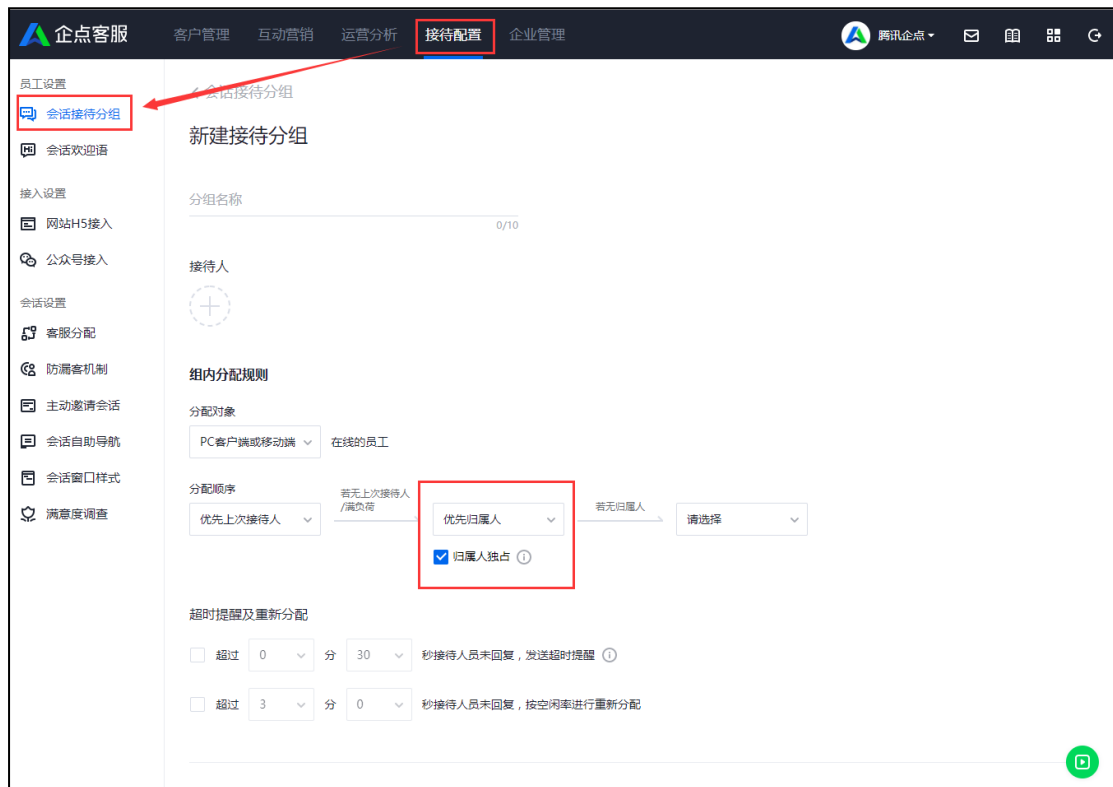 企点客服
客户管理 互动营销 运营分析 接待配置 企业管理
腾讯企点
员工设置
会话接待分组
Hi 会话欢迎语
接入设置
网站H5接入
公众号接入
会话设置
客服分配
防漏客机制
主动邀请会话
会话自助导航
会话窗口样式
满意度调查
会话接待分组
新建接待分组
分组名称
0/10
接待人
组内分配规则
分配对象
PC客户端或移动端 在线的员工
分配顺序
优先上次接待人
若无上次接待人
/满负荷
优先归属人
归属人独占
若无归属人
请选择
超时提醒及重新分配
超过 0 分 30 秒接待人员未回复，发送超时提醒
超过 3 分 0 秒接待人员未回复，按空闲率进行重新分配